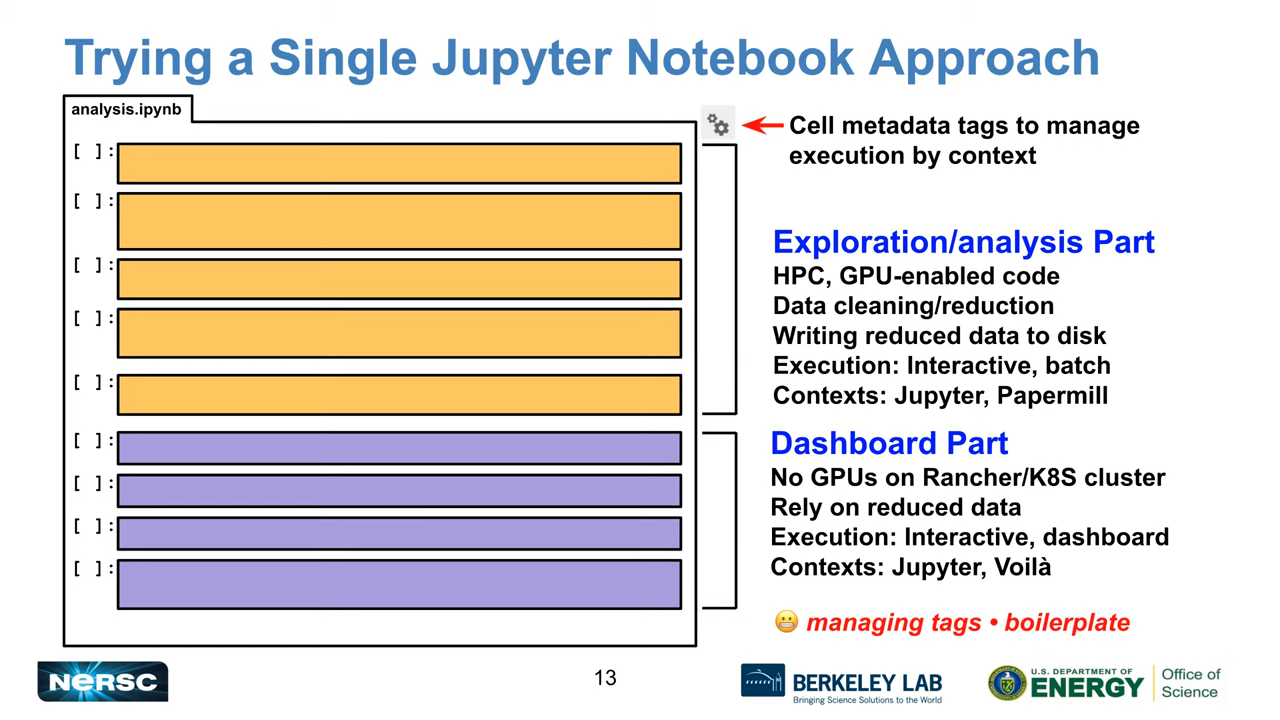 Trying a Single Jupyter Notebook Approach
analysis.ipynb
[ ]:
[ ]:
[ ]:
[ ]:
[ ]:
[ ]:
[ ]:
[ ]:
[ ]:
Cell metadata tags to manage
execution by context
Exploration/analysis Part
HPC, GPU-enabled code
Data cleaning/reduction
Writing reduced data to disk
Execution: Interactive, batch
Contexts: Jupyter, Papermill
Dashboard Part
No GPUs on Rancher/K8S cluster
Rely on reduced data
Execution: Interactive, dashboard
Contexts: Jupyter, Voilà
😬 managing tags • boilerplate
NERSC
13
BERKELEY LAB
Bringing Science Solutions to the World
U.S. DEPARTMENT OF
ENERGY
Office of
Science